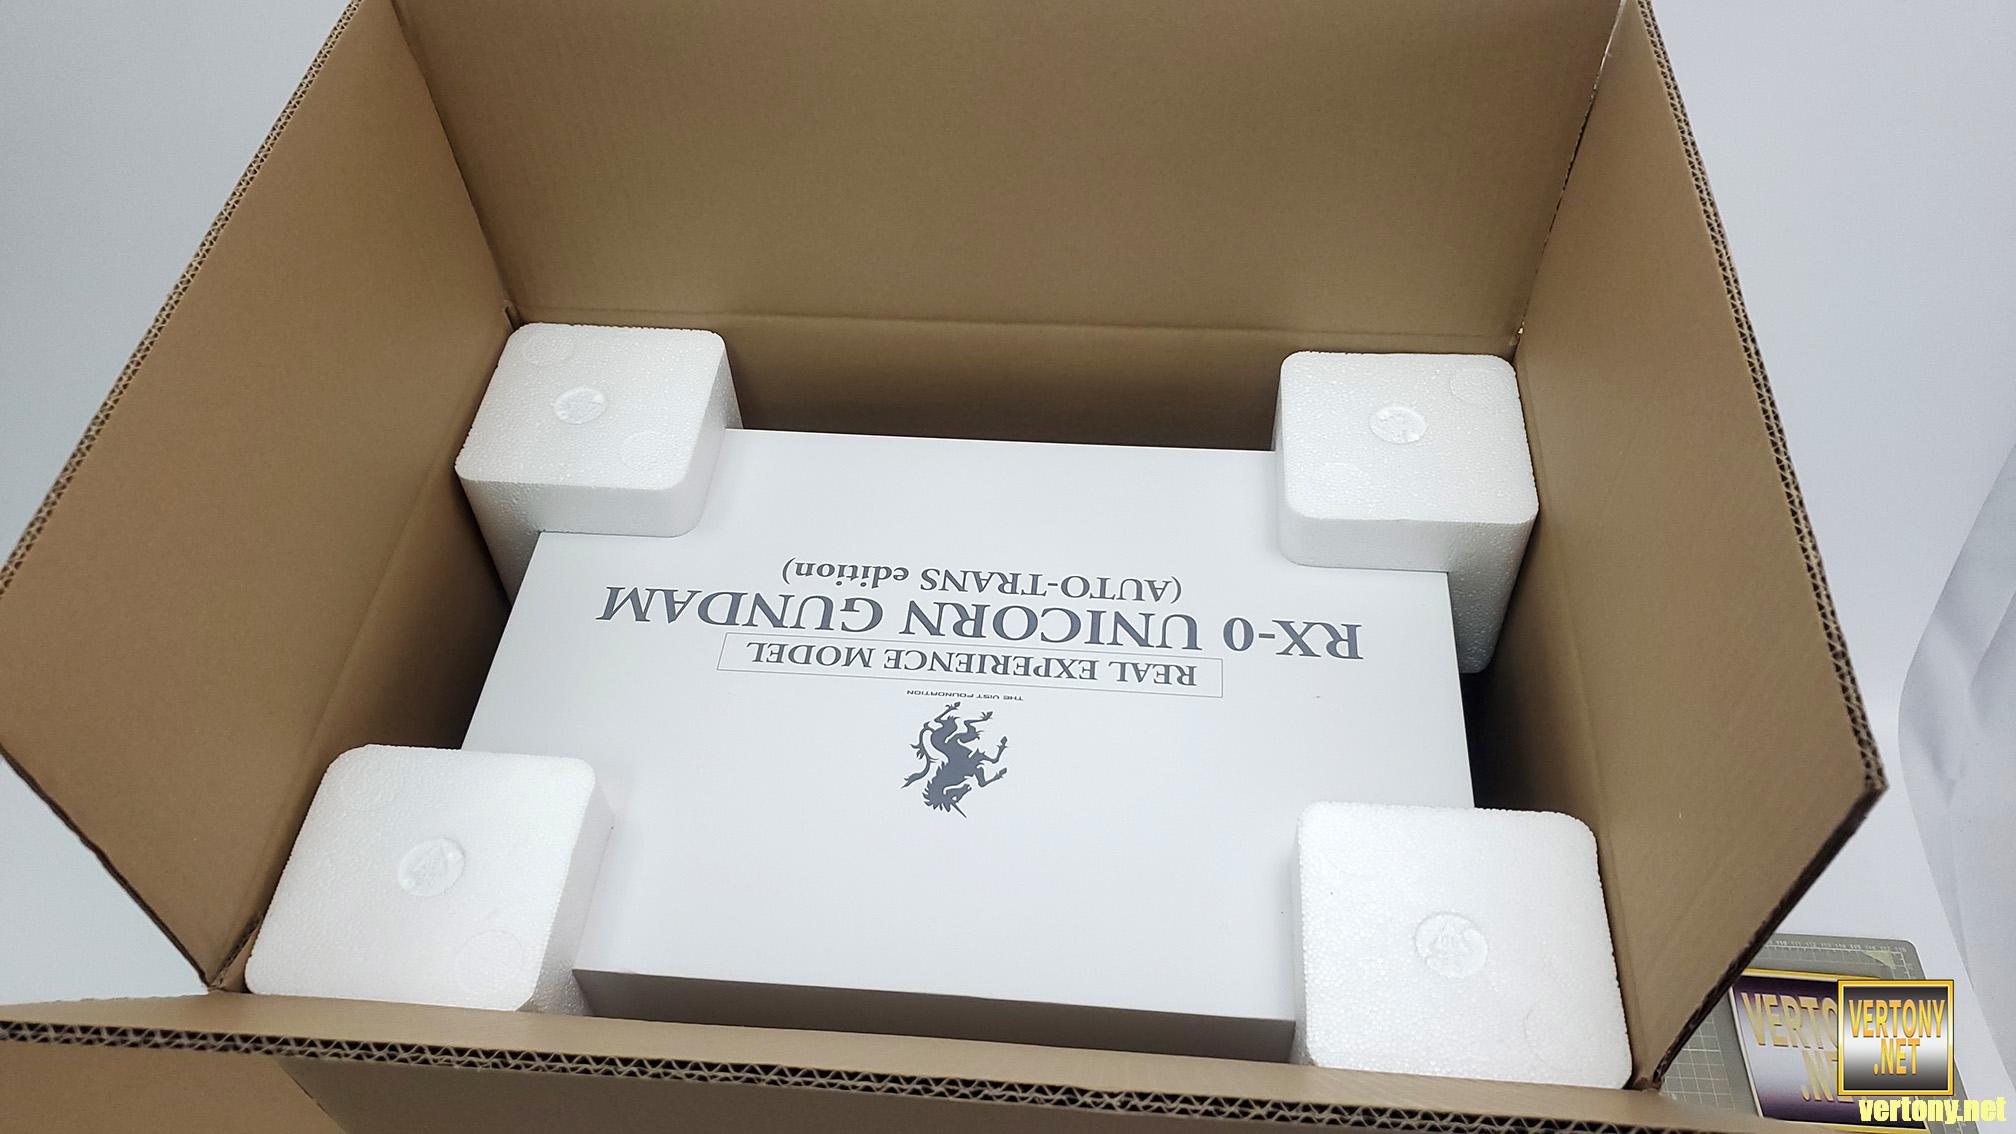 THE VIST FOUNDATION
REAL EXPERIENCE MODEL
RX-0 UNICORN GUNDAM
(AUTO-TRANS edition)
VERTONY
.NET
vertony.net